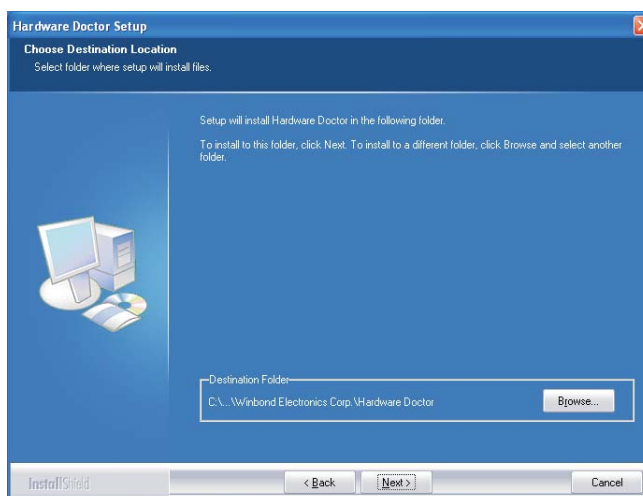 Hardware Doctor Setup
Choose Destination Location
Select folder where setup will install files.
Setup will install Hardware Doctor in the following folder.
To install to this folder, click Next. To install to a different folder, click Browse and select another
folder.
Destination Folder
C:\...\Winbond Electronics Corp.\Hardware Doctor
Browse...
InstallShield
< Back
Next >
Cancel